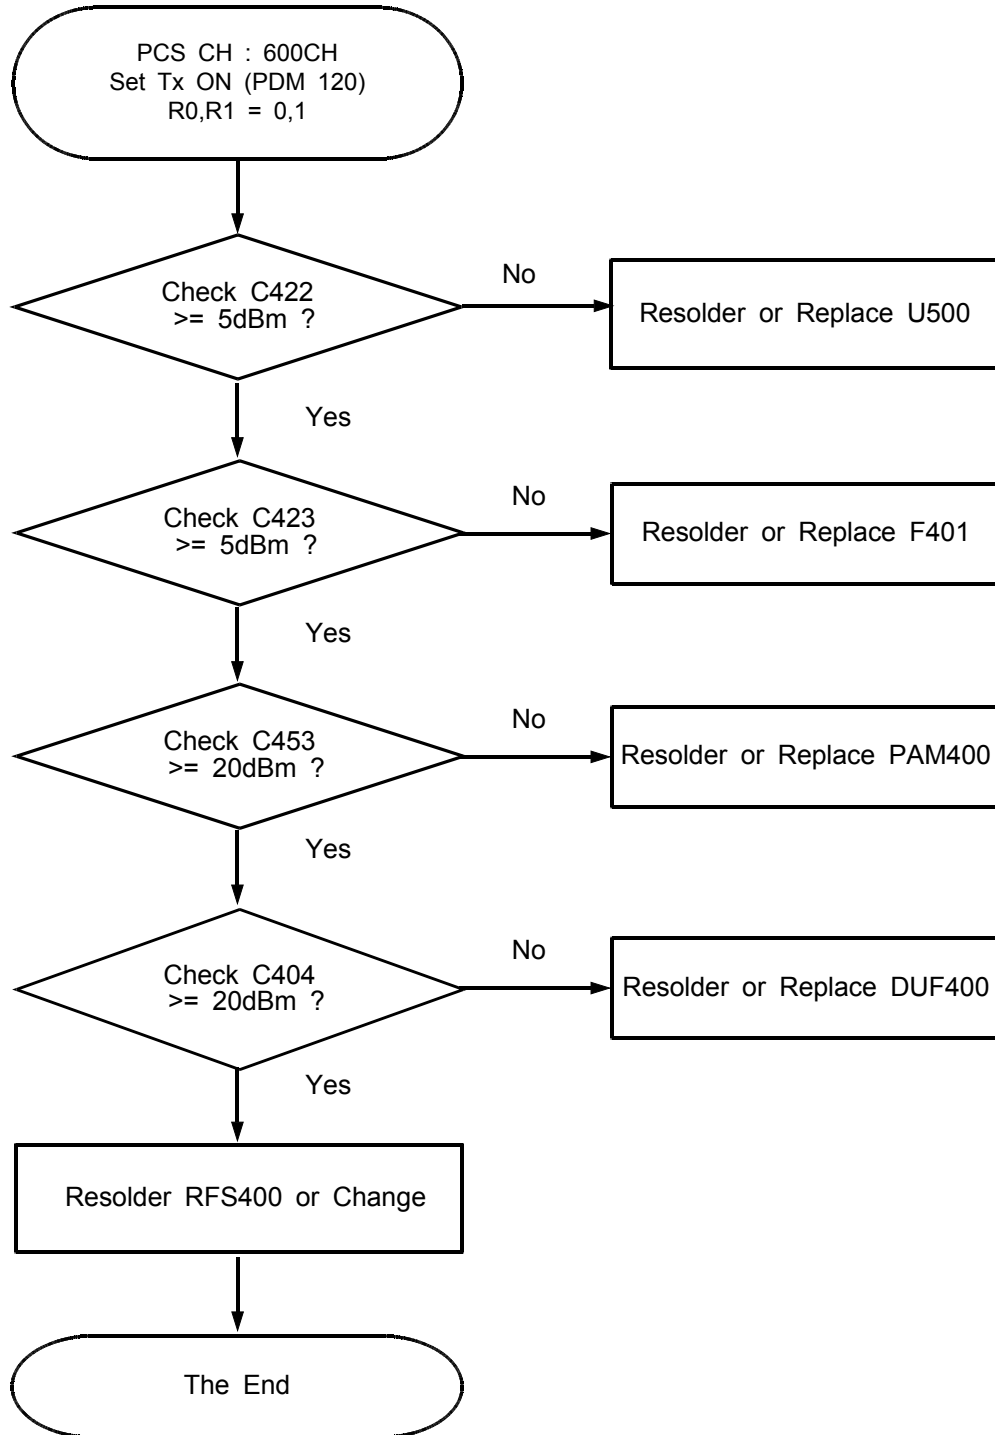 PCS CH : 600CH
Set Tx ON (PDM 120)
R0,R1 = 0,1
Check C422
>= 5dBm ?
No
Resolder or Replace U500
Yes
Check C423
>= 5dBm ?
No
Resolder or Replace F401
Yes
Check C453
>= 20dBm ?
No
Resolder or Replace PAM400
Yes
Check C404
>= 20dBm ?
No
Resolder or Replace DUF400
Yes
Resolder RFS400 or Change
The End